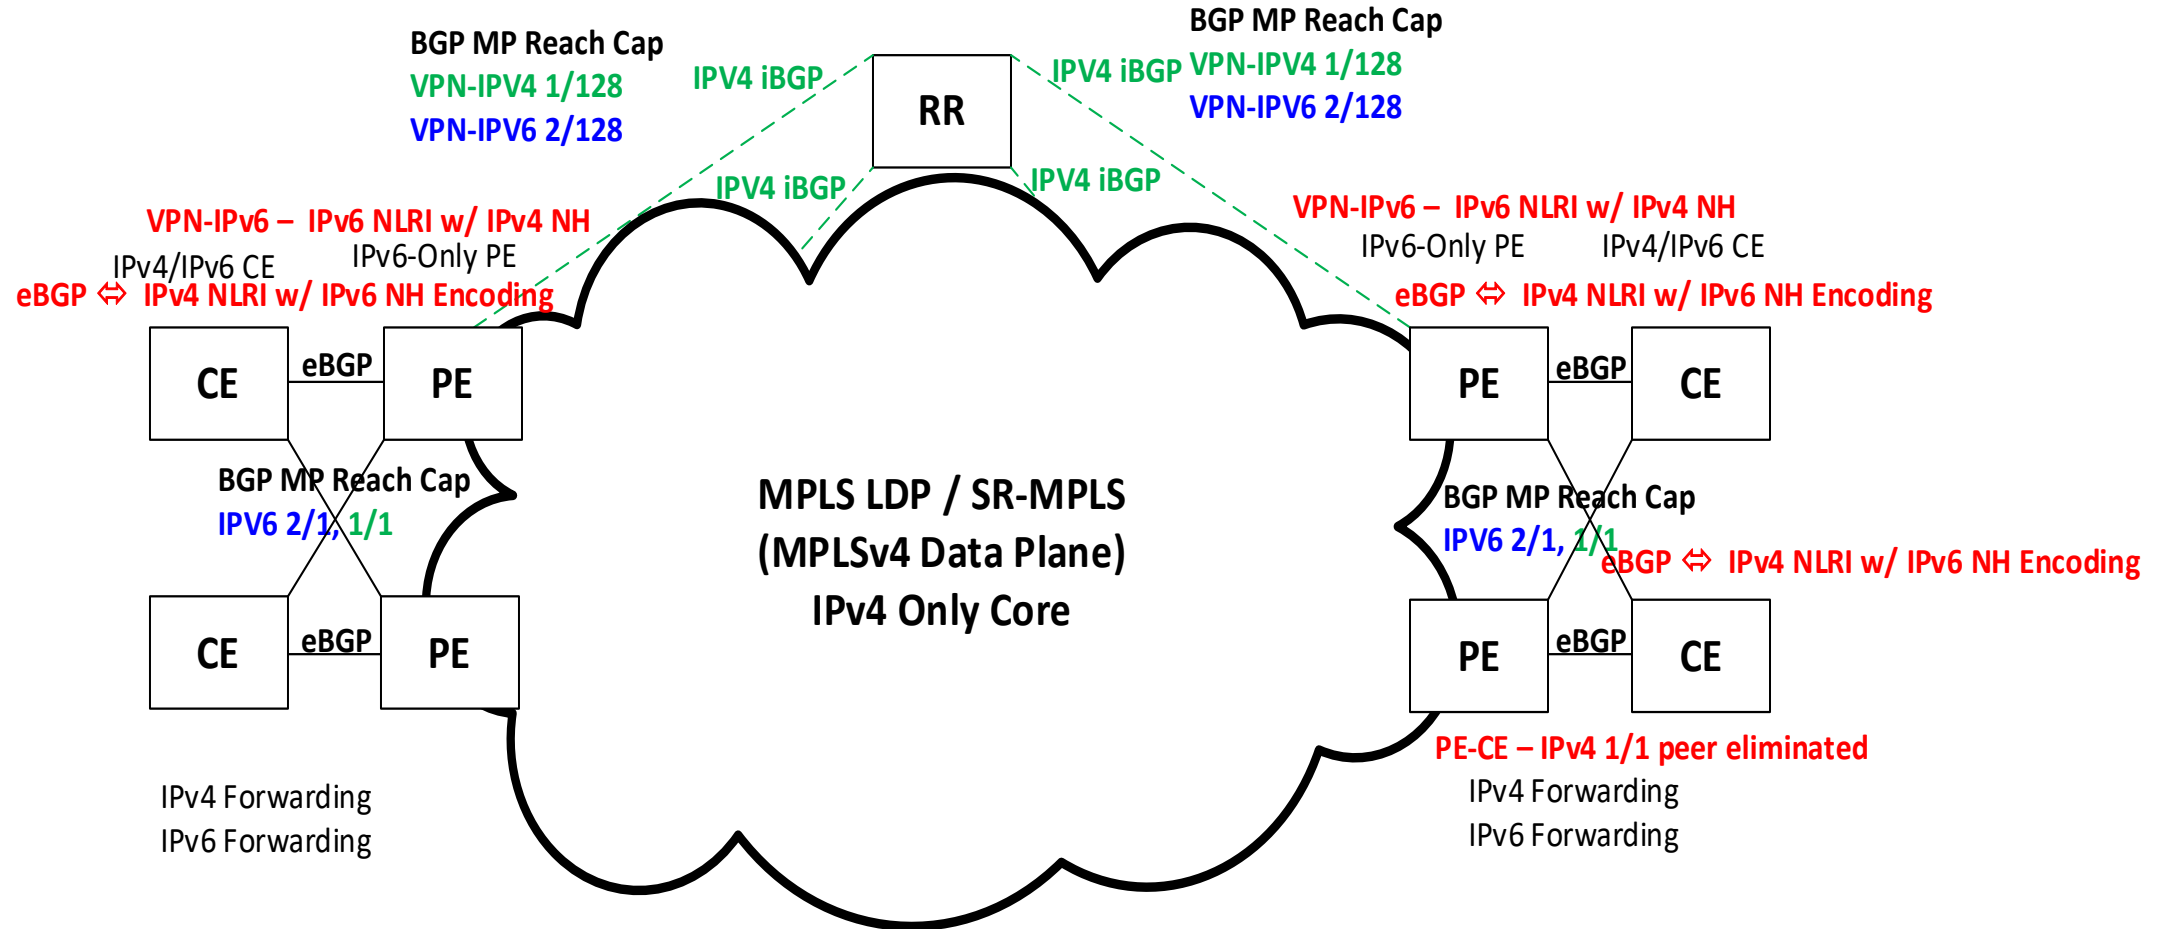 BGP MP Reach Cap
VPN-IPV4 1/128
VPN-IPV6 2/128
IPV4 iBGP
RR
IPV4 iBGP
BGP MP Reach Cap
VPN-IPV4 1/128
VPN-IPV6 2/128
IPV4 iBGP
IPV4 iBGP
VPN-IPv6 – IPv6 NLRI w/ IPv4 NH
IPv4/IPv6 CE
IPv6-Only PE
eBGP ⬄ IPv4 NLRI w/ IPv6 NH Encoding
VPN-IPv6 – IPv6 NLRI w/ IPv4 NH
IPv6-Only PE
IPv4/IPv6 CE
eBGP ⬄ IPv4 NLRI w/ IPv6 NH Encoding
CE
eBGP
PE
PE
eBGP
CE
BGP MP Reach Cap
IPV6 2/1, 1/1
MPLS LDP / SR-MPLS
(MPLSv4 Data Plane)
IPv4 Only Core
BGP MP Reach Cap
IPV6 2/1, 1/1
eBGP ⬄ IPv4 NLRI w/ IPv6 NH Encoding
CE
eBGP
PE
PE
eBGP
CE
PE-CE – IPv4 1/1 peer eliminated
IPv4 Forwarding
IPv6 Forwarding
IPv4 Forwarding
IPv6 Forwarding